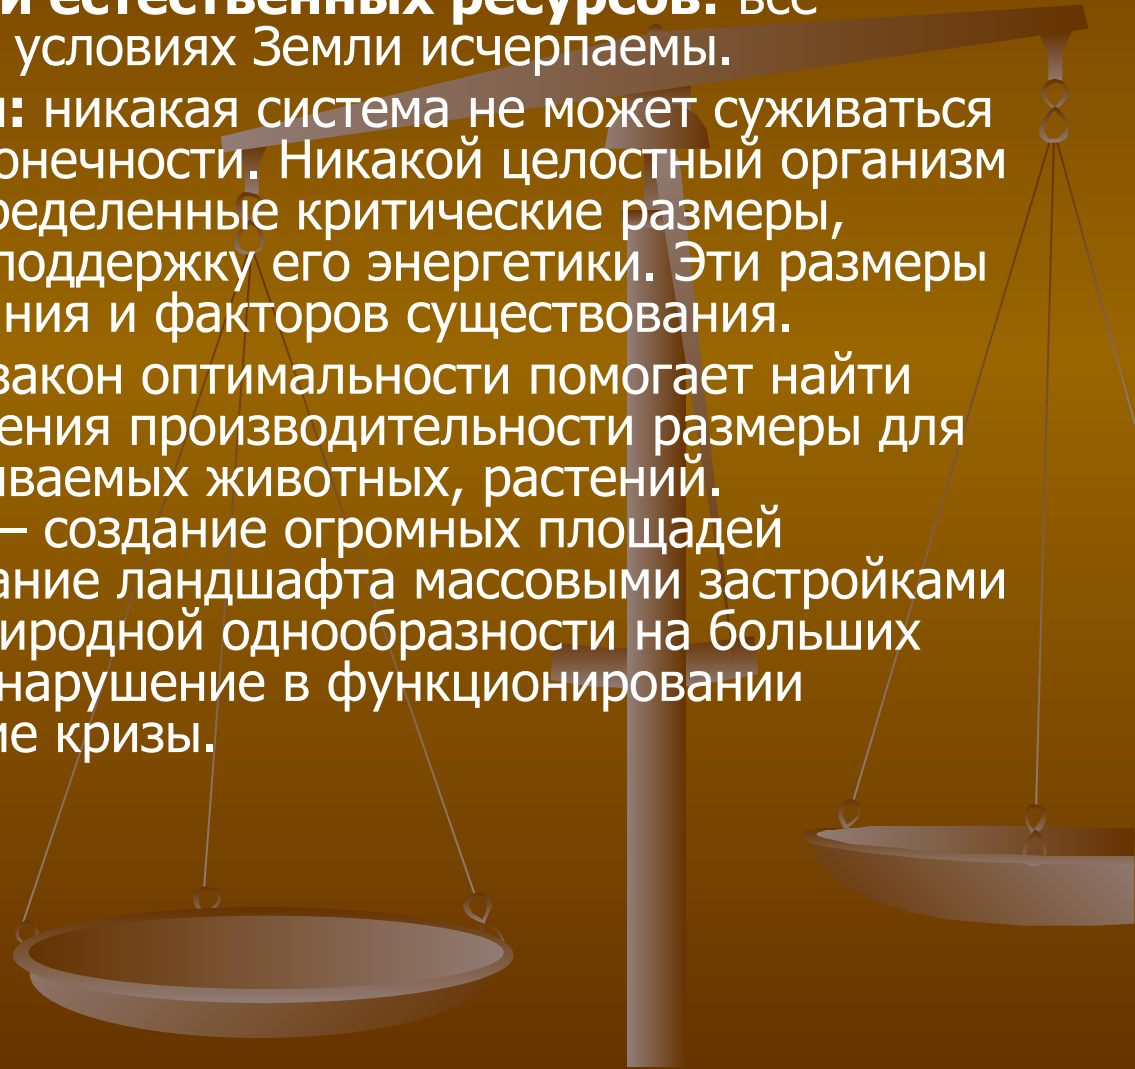 и естественных ресурсов: все
условиях Земли исчерпаемы.
: никакая система не может суживаться
онечности. Никакой целостный организм
ределенные критические размеры,
поддержку его энергетики. Эти размеры
ния и факторов существования.
закон оптимальности помогает найти
ения производительности размеры для
иваемых животных, растений.
– создание огромных площадей
ание ландшафта массовыми застройками
риродной однообразности на больших
нарушение в функционировании
ие кризы.